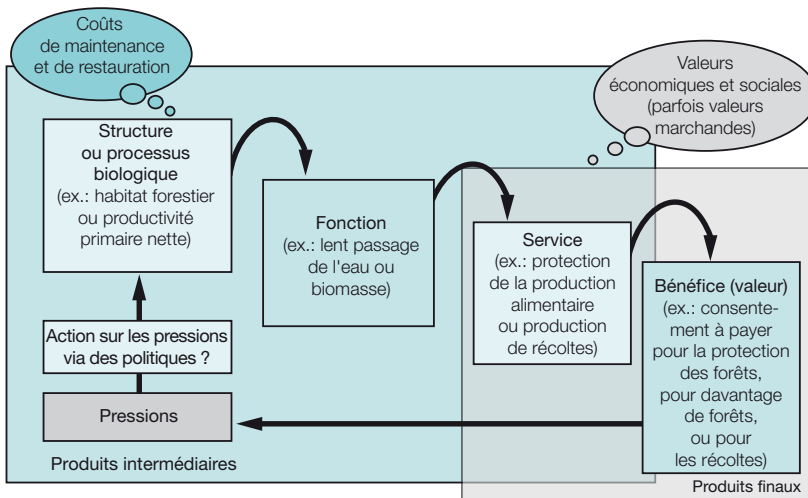 Coûts
de maintenance
et de restauration
Valeurs
économiques et sociales
(parfois valeurs
marchandes)
Structure
ou processus
biologique
(ex.: habitat forestier
ou productivité
primaire nette)
Fonction
(ex.: lent passage
de l'eau ou
biomasse)
Service
(ex.: protection
de la production
alimentaire
ou production
de récoltes)
Bénéfice (valeur)
(ex.: consente-
ment à payer
pour la protection
des forêts,
pour davantage
de forêts,
ou pour
les récoltes)
Action sur les pressions
via des politiques ?
Pressions
Produits intermédiaires
Produits finaux